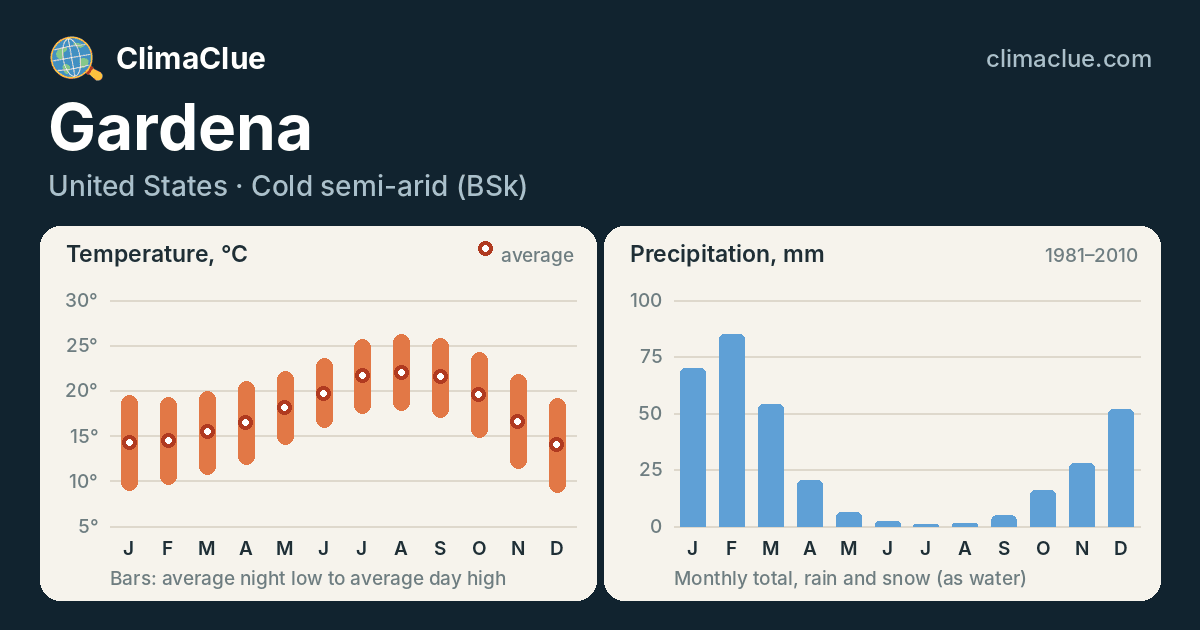 ClimaClue
climaclue.com
Gardena
United States · Cold semi-arid (BSk)
Temperature, °C
average
30°
25°
20°
15°
10°
5°
J F M A M J J A S O N D
Bars: average night low to average day high
Precipitation, mm
1981–2010
100
75
50
25
0
J F M A M J J A S O N D
Monthly total, rain and snow (as water)